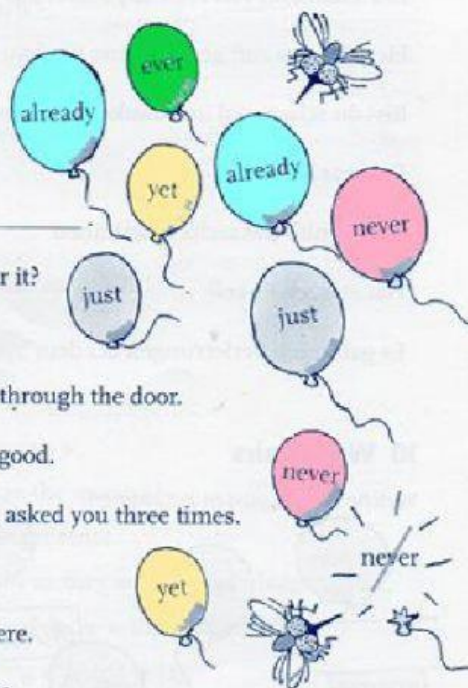 ever
already
yet
already
never
r it?
just
just
through the door.
good.
never
asked you three times.
never
yet
ere.